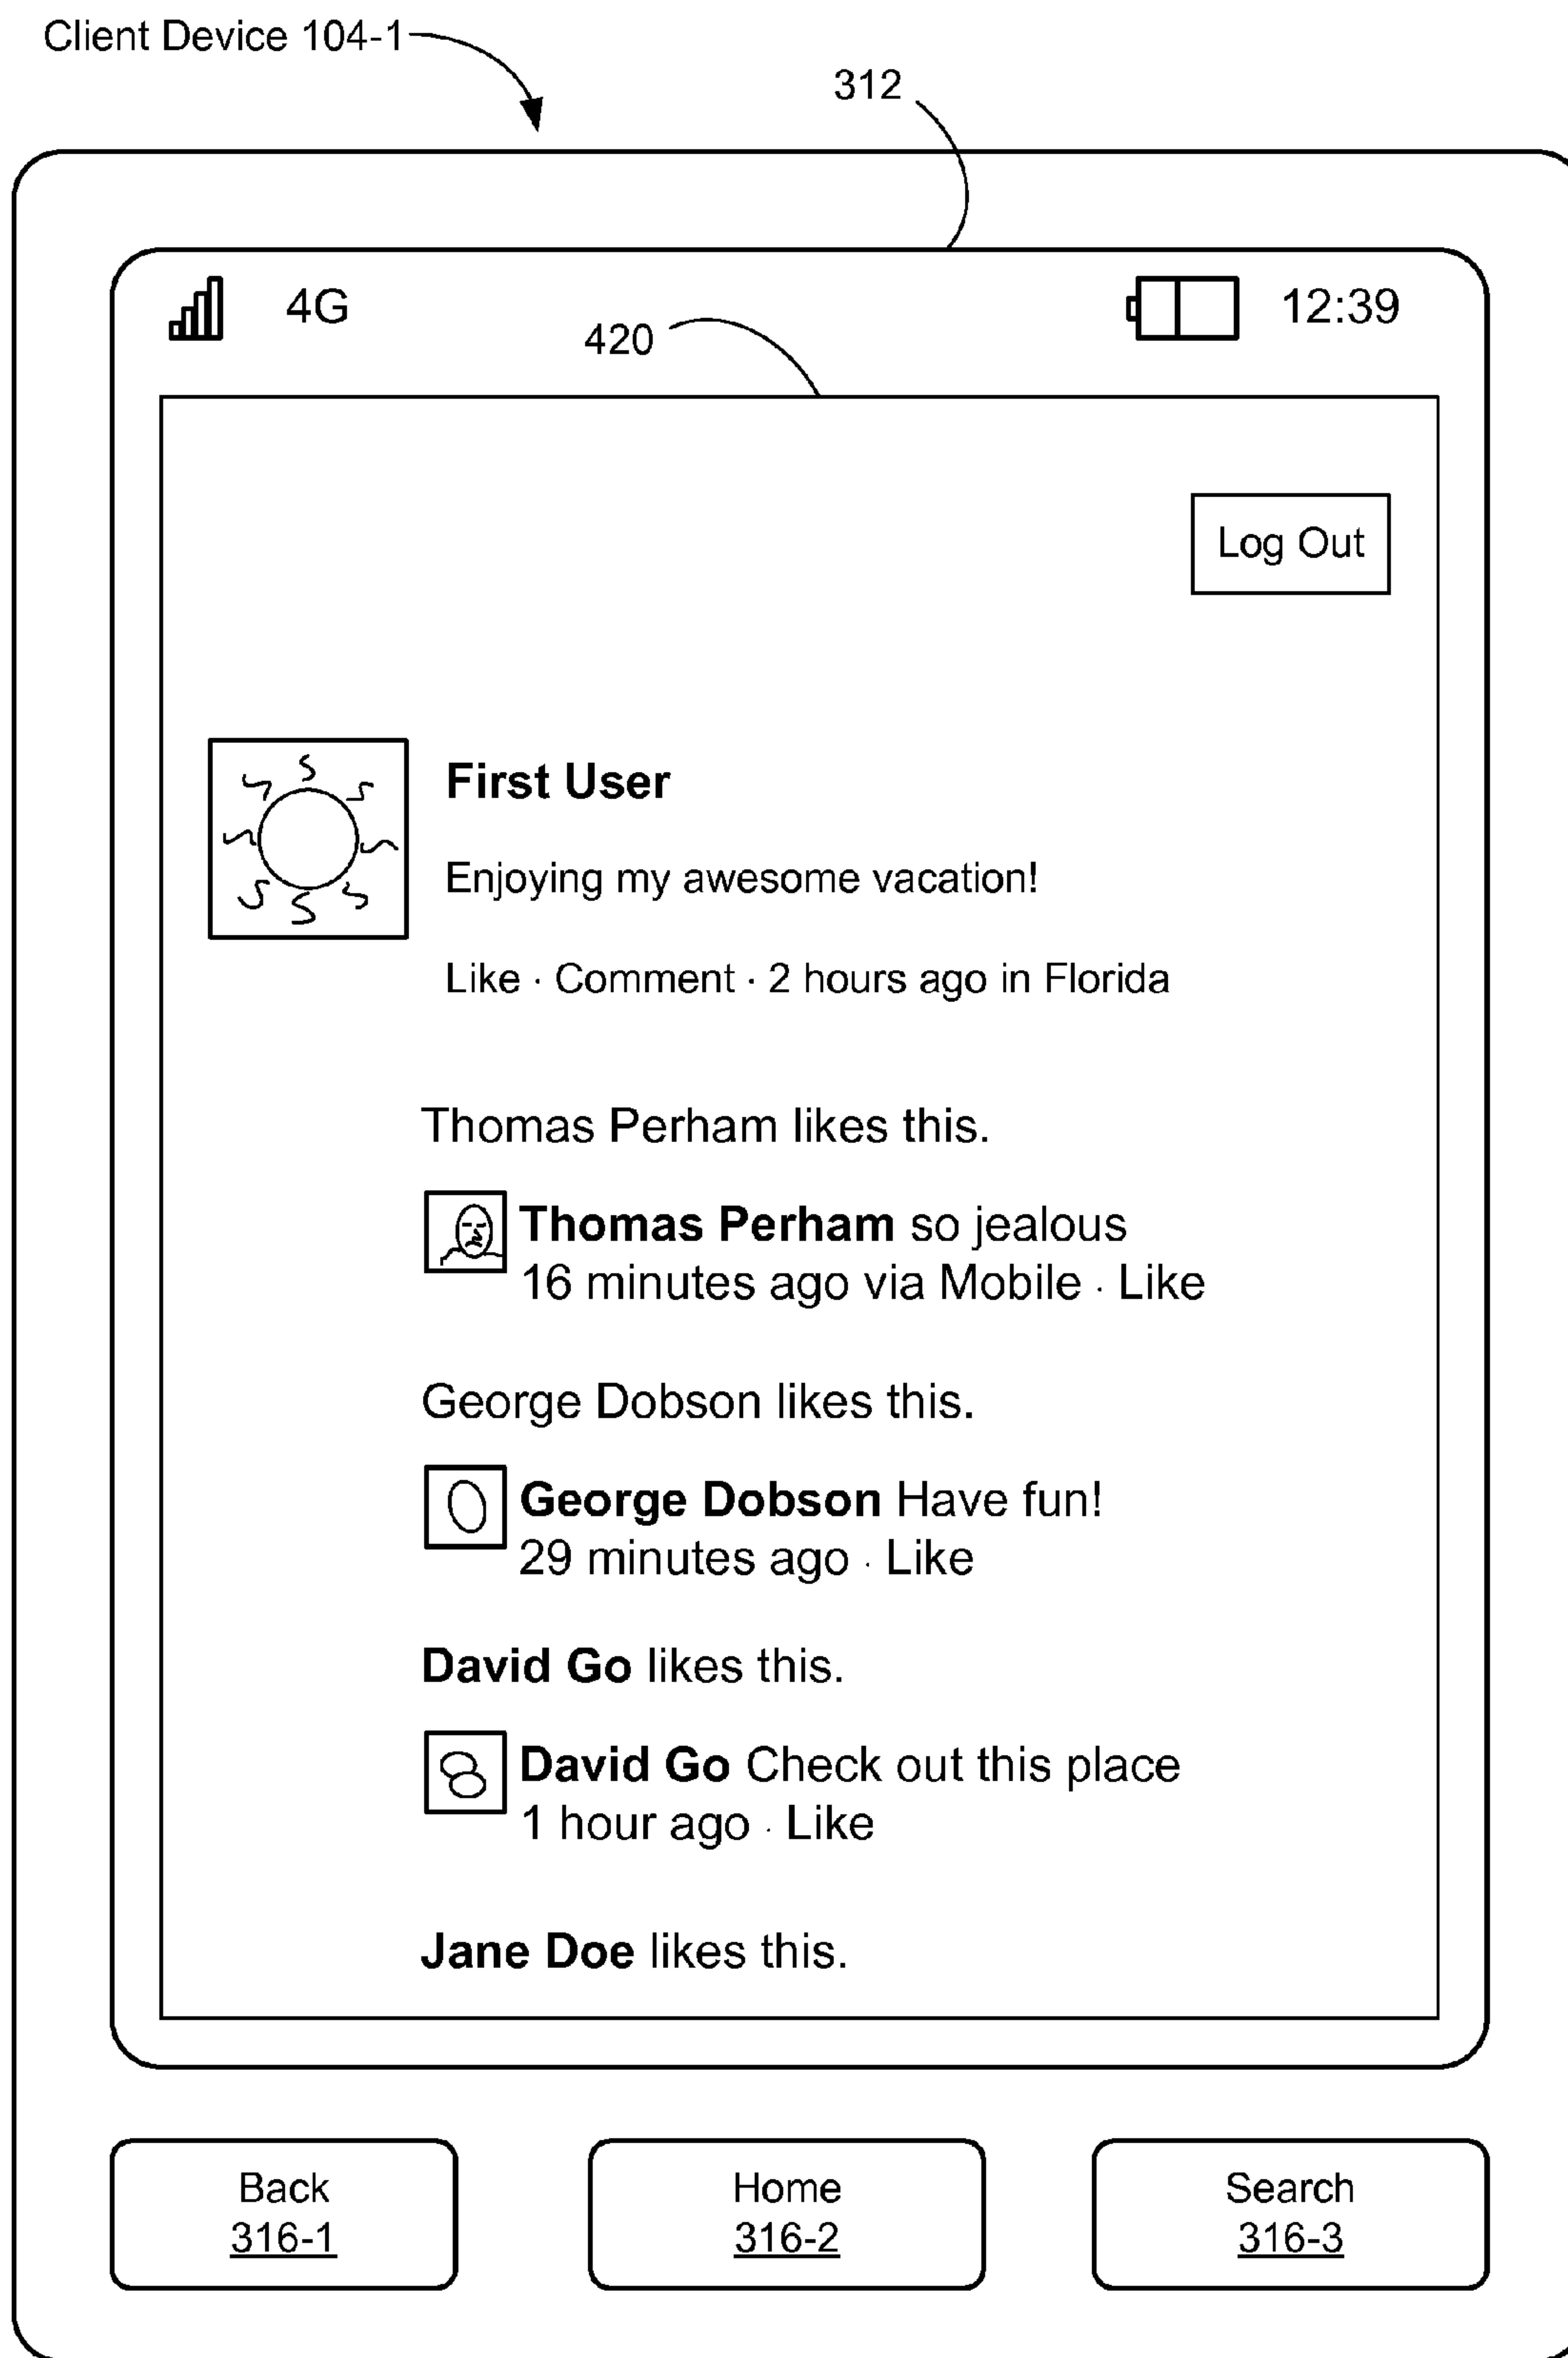 Client Device 104-1
312
4G
12:39
420
Log Out
First User
Enjoying my awesome vacation!
Like · Comment · 2 hours ago in Florida
Thomas Perham likes this.
Thomas Perham so jealous
16 minutes ago via Mobile · Like
George Dobson likes this.
George Dobson Have fun!
29 minutes ago · Like
David Go likes this.
David Go Check out this place
1 hour ago · Like
Jane Doe likes this.
Back
316-1
Home
316-2
Search
316-3